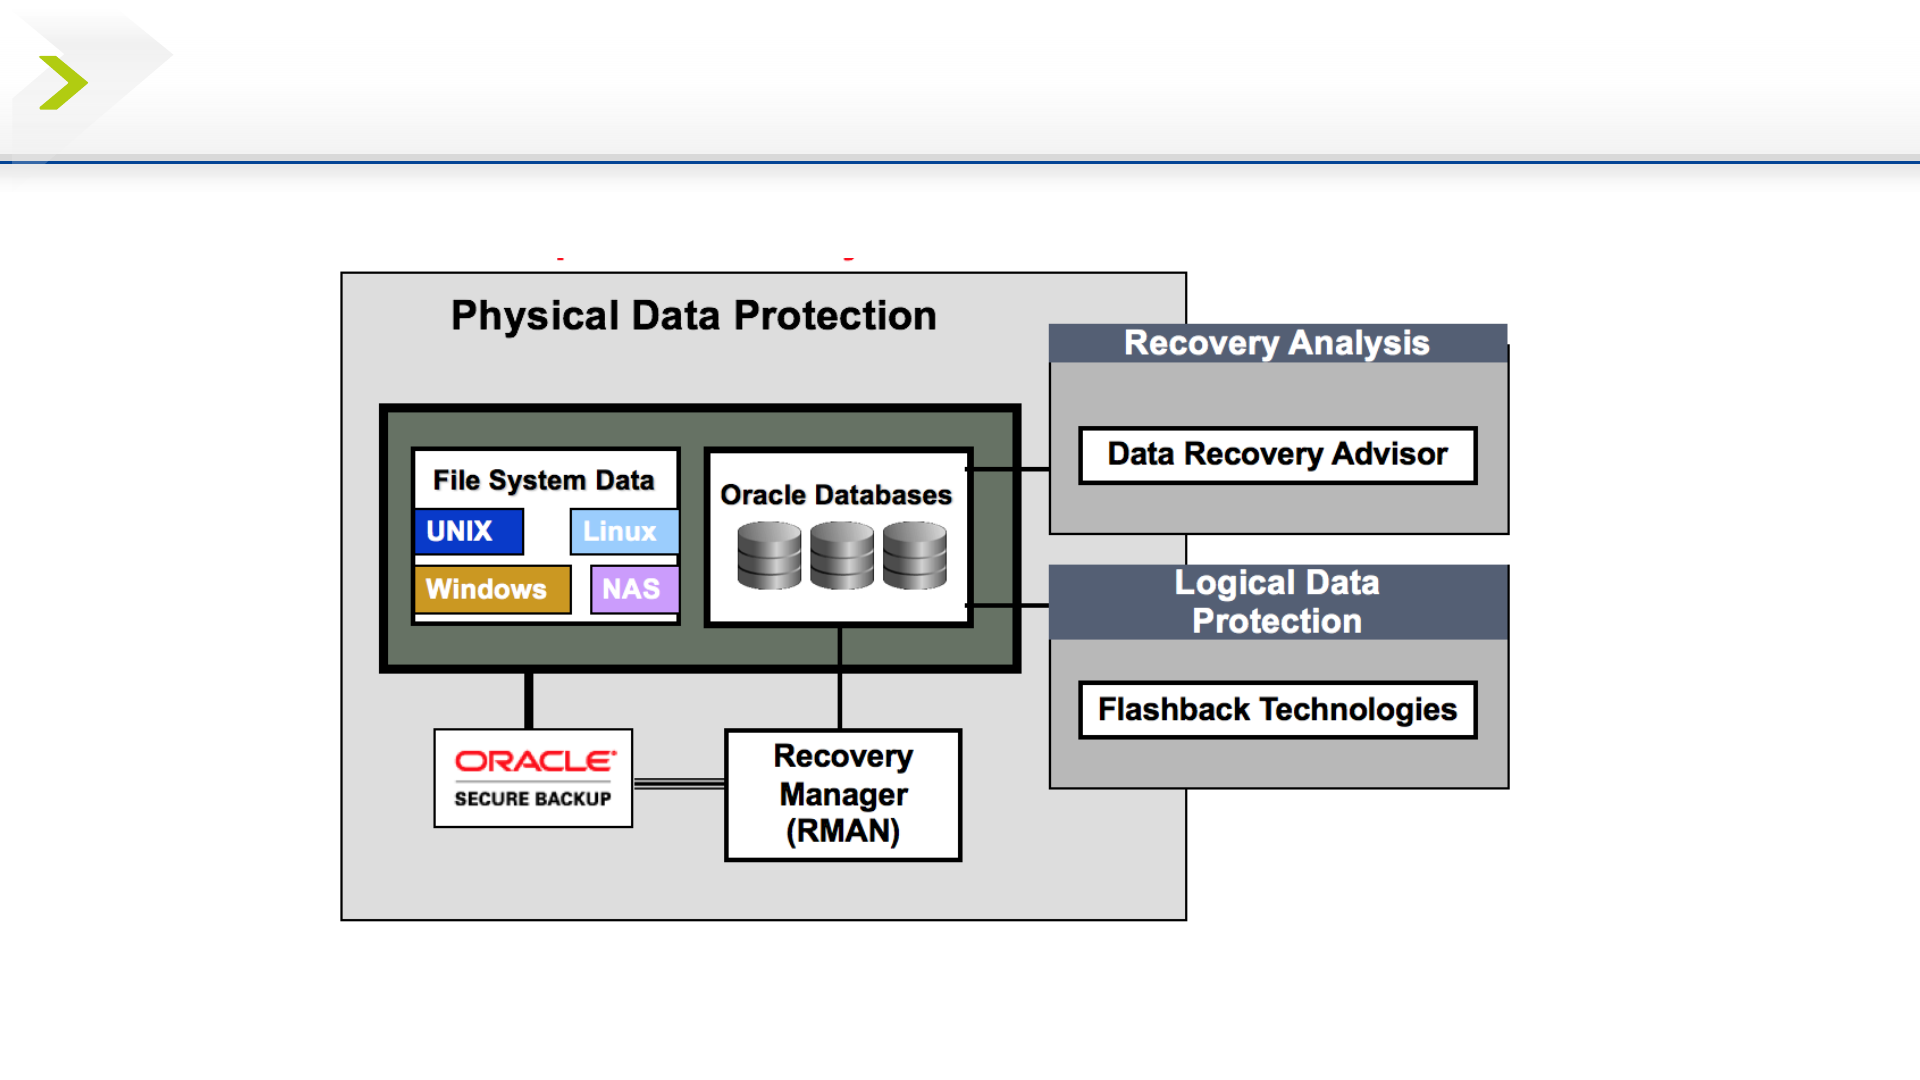 Physical Data Protection
Recovery Analysis
Data Recovery Advisor
File System Data
UNIX
Linux
Windows
NAS
Oracle Databases
Logical Data
Protection
Flashback Technologies
ORACLE
SECURE BACKUP
Recovery
Manager
(RMAN)